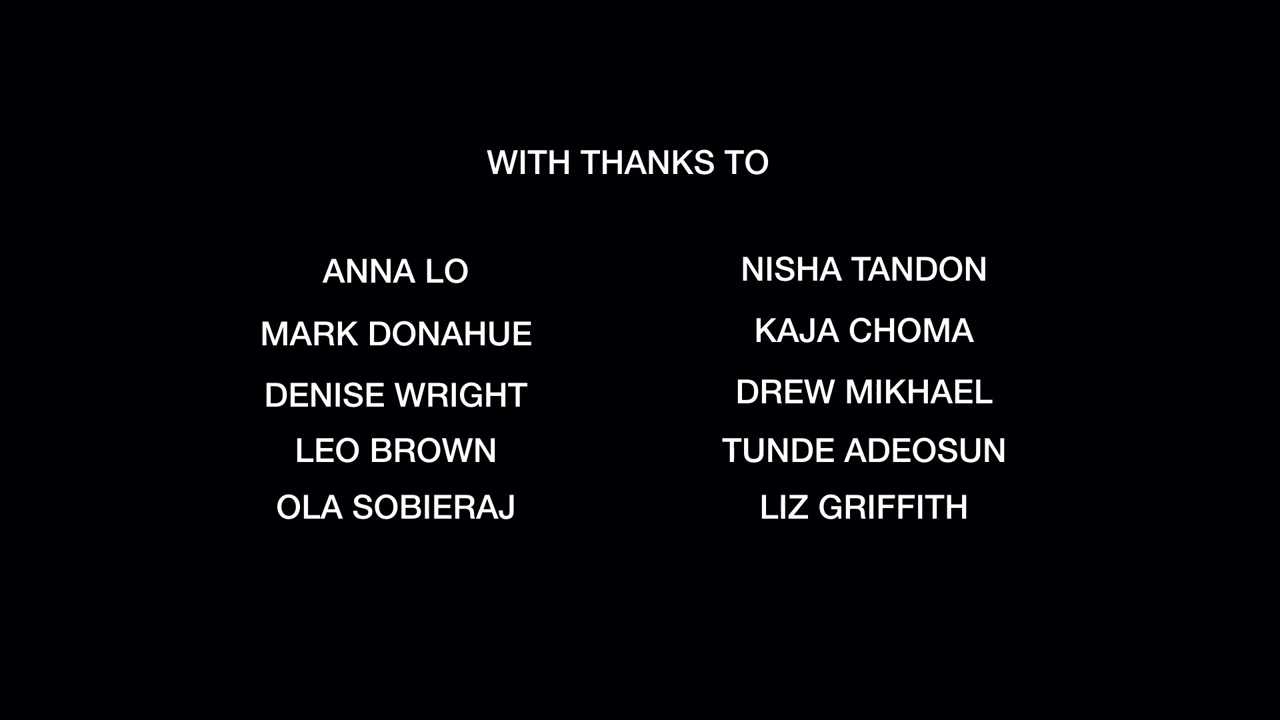 WITH THANKS TO
ANNA LO
MARK DONAHUE
DENISE WRIGHT
LEO BROWN
OLA SOBIERAJ
NISHA TANDON
KAJA CHOMA
DREW MIKHAEL
TUNDE ADEOSUN
LIZ GRIFFITH